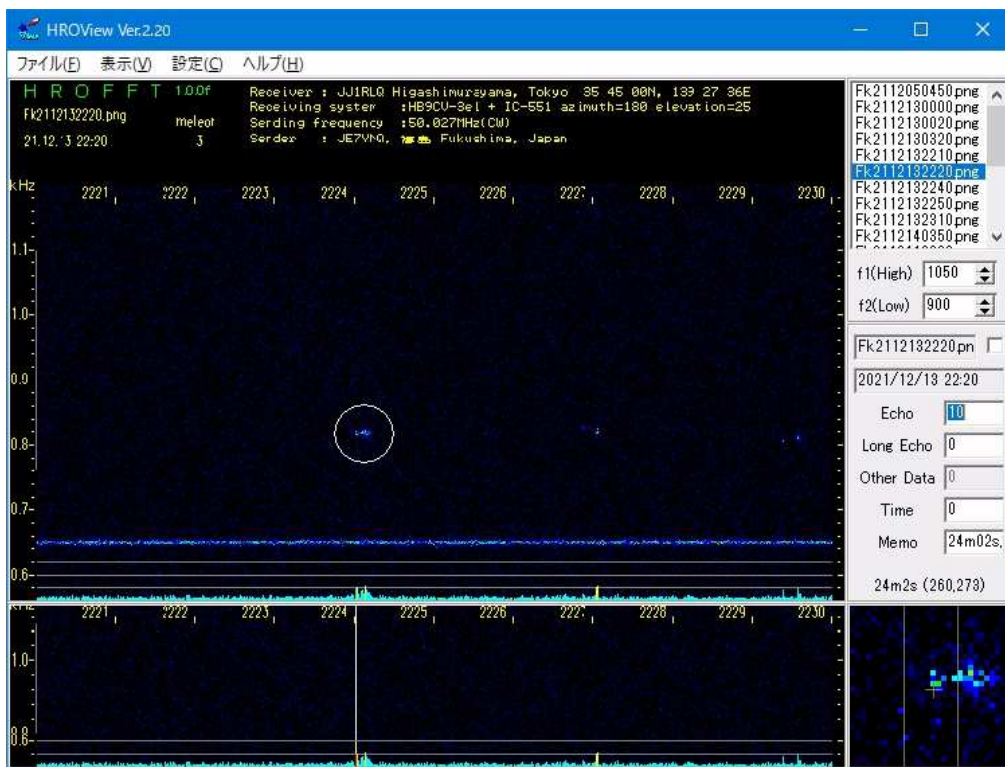 HROView Ver.2.20
ファイル(F) 表示(V) 設定(C) ヘルプ(H)
H R O F F T 1.0.0f
Fk2112132220.png meteor
21.12.13 22:20 3
Receiver : JJ1RLQ Higashimurayama, Tokyo 35 45 00N, 139 27 36E
Receiving system :HB9CV-3el + IC-551 azimuth=180 elevation=25
Sending frequency :50.027MHz(CW)
Sender : JE7YNQ, Fukushima, Japan
kHz 2221 2222 2223 2224 2225 2226 2227 2228 2229 2230
1.1
1.0
0.9
0.8
0.7
0.6
kHz 2221 2222 2223 2224 2225 2226 2227 2228 2229 2230
1.0
Fk2112050450.png
Fk2112130000.png
Fk2112130020.png
Fk2112130320.png
Fk2112132210.png
Fk2112132220.png
Fk2112132240.png
Fk2112132250.png
Fk2112132310.png
Fk2112140350.png
f1(High) 1050
f2(Low) 900
Fk2112132220.pn
2021/12/13 22:20
Echo 10
Long Echo 0
Other Data 0
Time 0
Memo 24m02s,
24m2s (260,273)